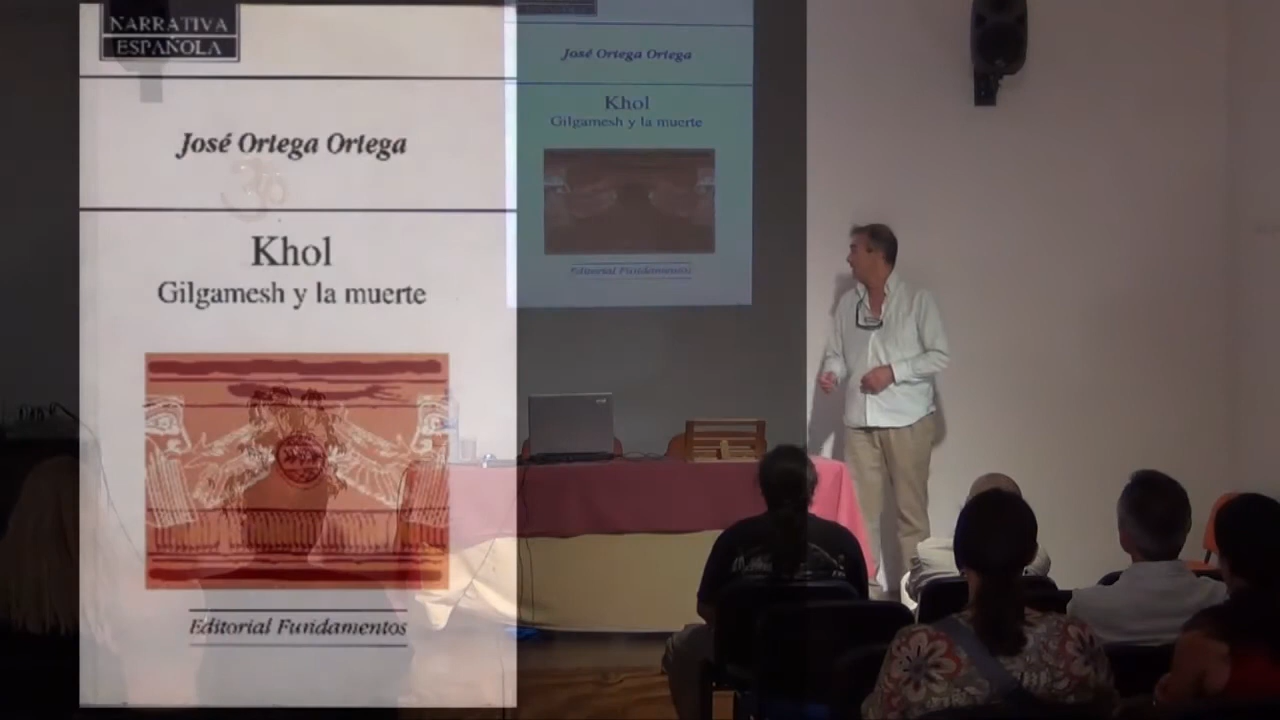 NARRATIVA
ESPAÑOLA
José Ortega Ortega
ॐ
Khol
Gilgamesh y la muerte
Editorial Fundamentos
José Ortega Ortega
Khol
Gilgamesh y la muerte
Editorial Fundamentos